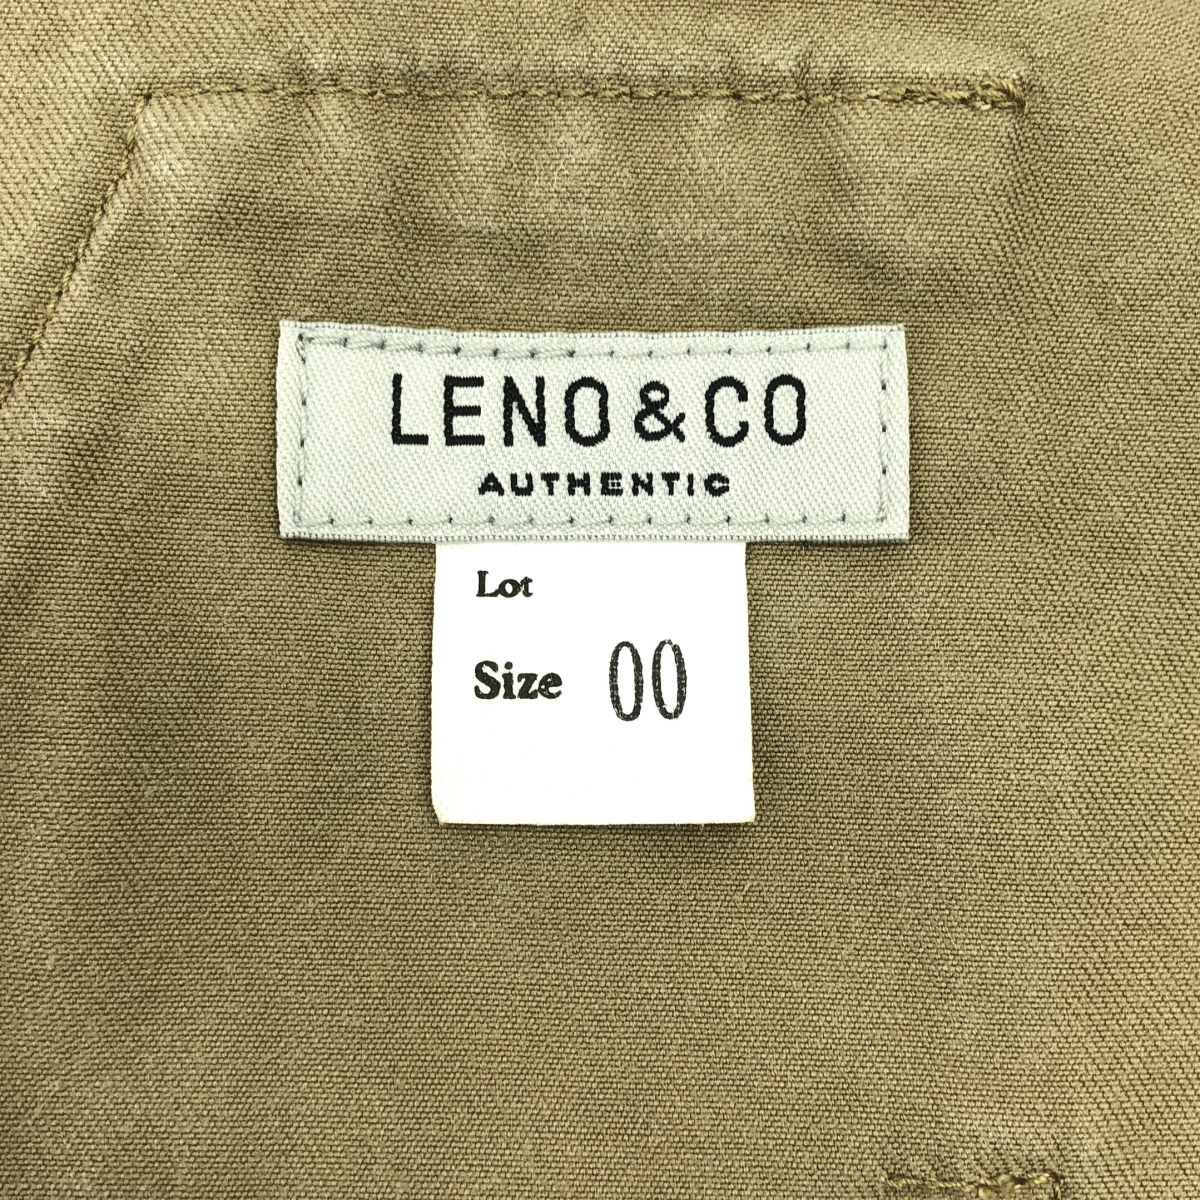 LENO & CO
AUTHENTIC
Lot
Size 00